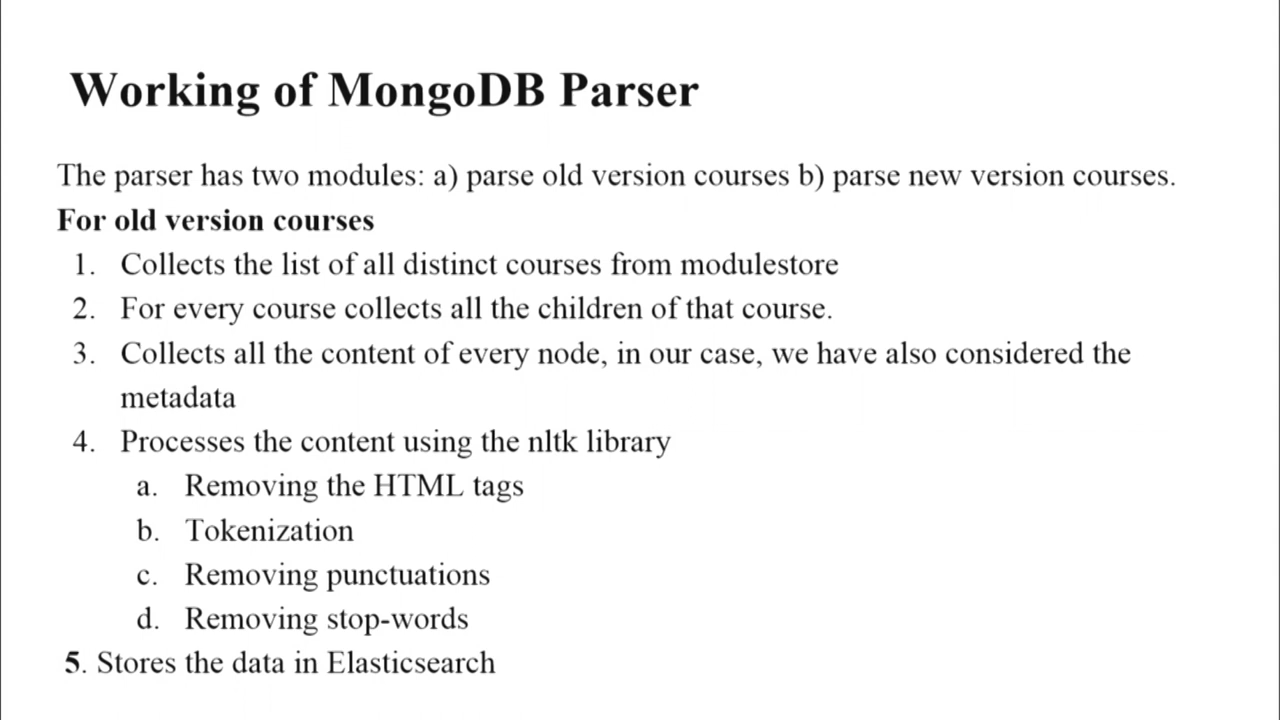 Working of MongoDB Parser
The parser has two modules: a) parse old version courses b) parse new version courses.
For old version courses
1. Collects the list of all distinct courses from modulestore
2. For every course collects all the children of that course.
3. Collects all the content of every node, in our case, we have also considered the
metadata
4. Processes the content using the nltk library
a. Removing the HTML tags
b. Tokenization
c. Removing punctuations
d. Removing stop-words
5. Stores the data in Elasticsearch